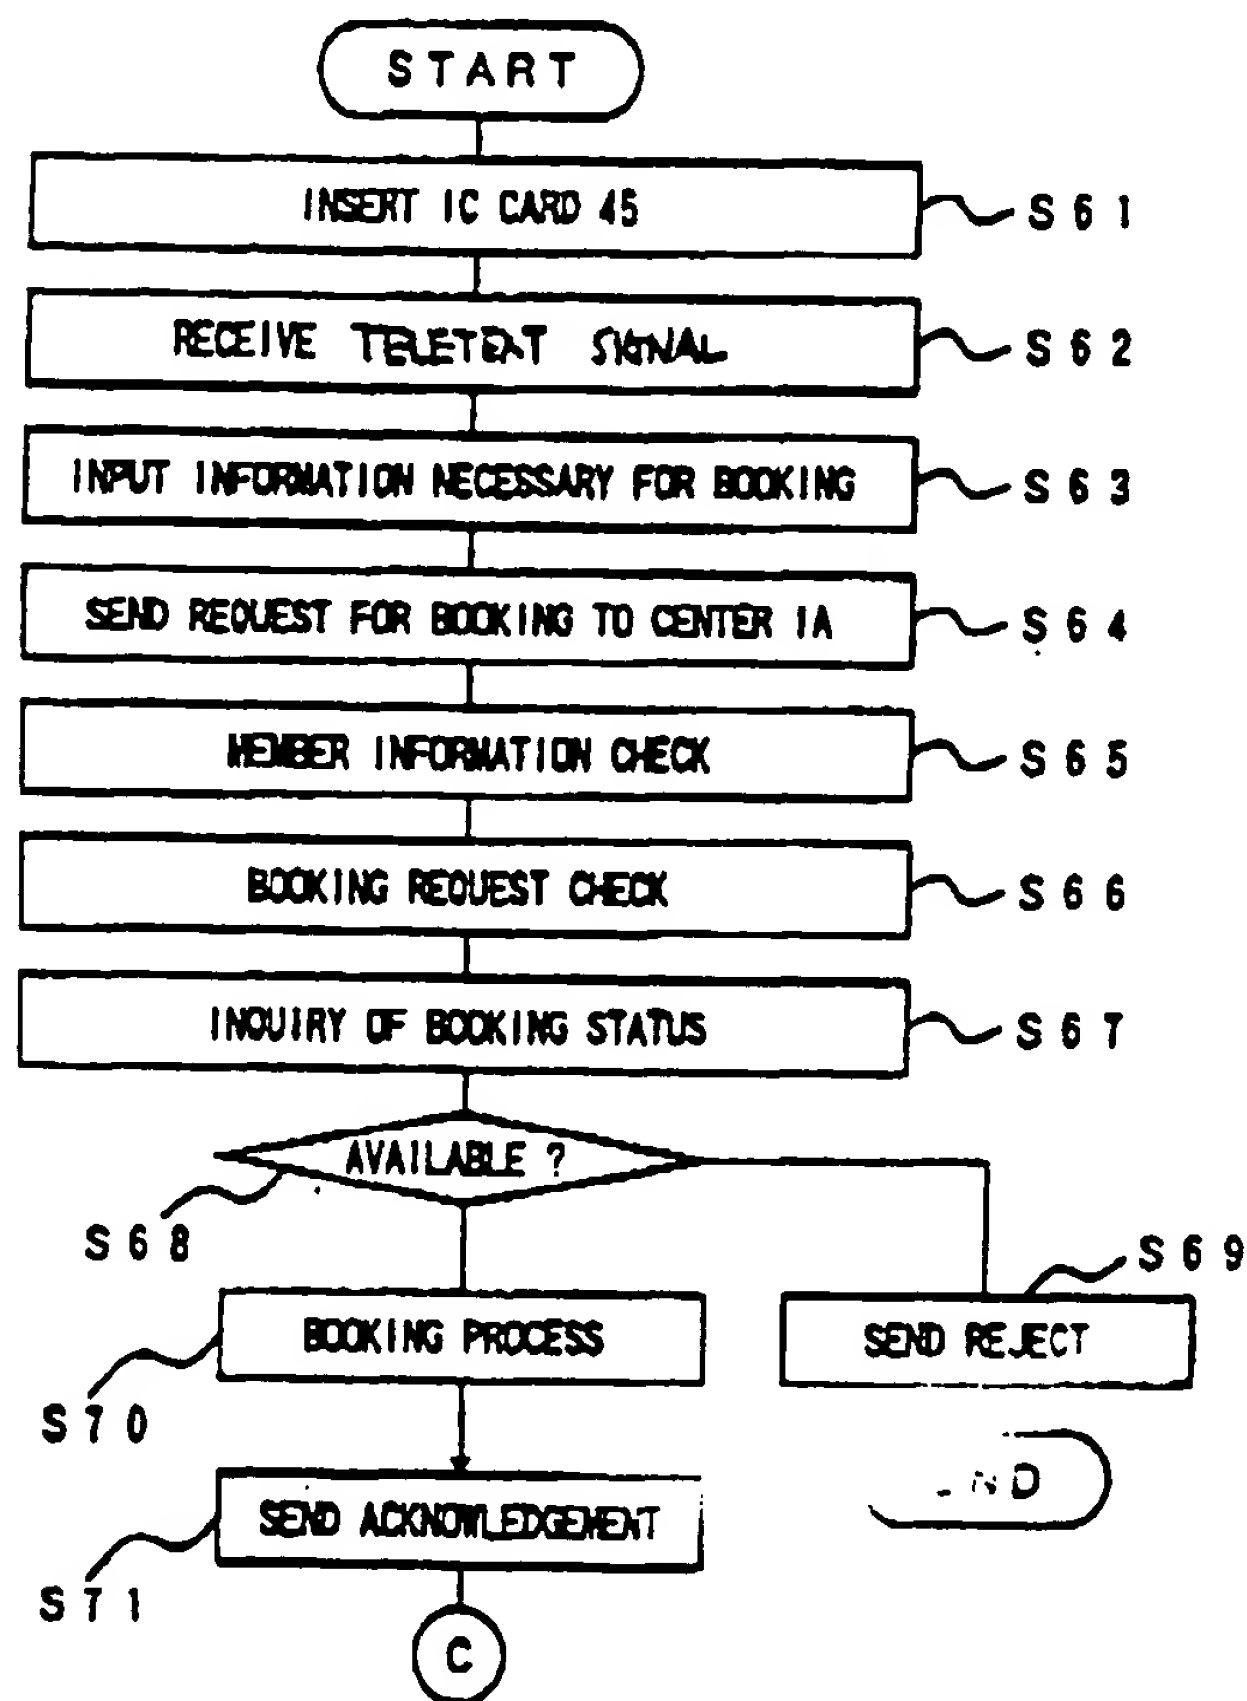 START
INSERT IC CARD 45
S61
RECEIVE TELETEXT SIGNAL
S62
INPUT INFORMATION NECESSARY FOR BOOKING
S63
SEND REQUEST FOR BOOKING TO CENTER 1A
S64
MEMBER INFORMATION CHECK
S65
BOOKING REQUEST CHECK
S66
INQUIRY OF BOOKING STATUS
S67
AVAILABLE ?
S68
S69
BOOKING PROCESS
SEND REJECT
S70
SEND ACKNOWLEDGEMENT
S71
C